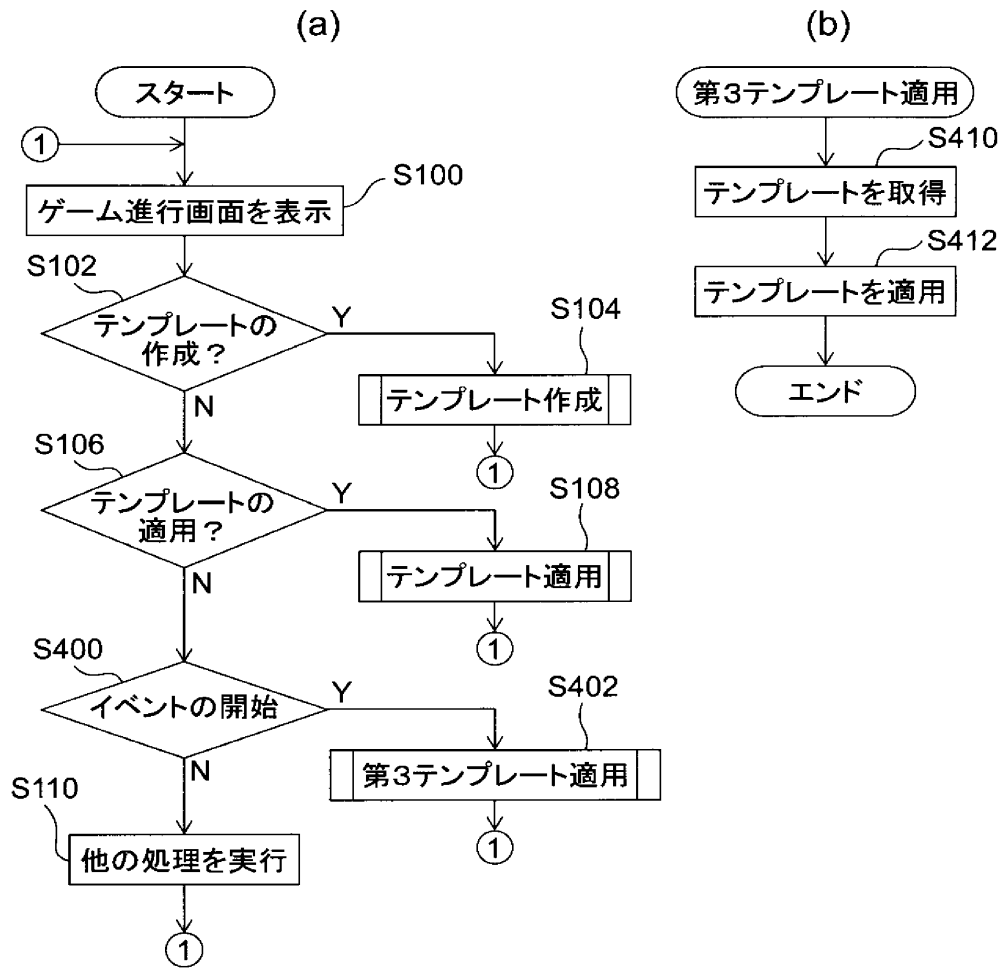 (a)
スタート
①
S100
ゲーム進行画面を表示
S102
テンプレートの
作成？
Y
S104
テンプレート作成
①
N
S106
テンプレートの
適用？
Y
S108
テンプレート適用
①
N
S400
イベントの開始
Y
S402
第3テンプレート適用
①
N
S110
他の処理を実行
①
(b)
第3テンプレート適用
S410
テンプレートを取得
S412
テンプレートを適用
エンド